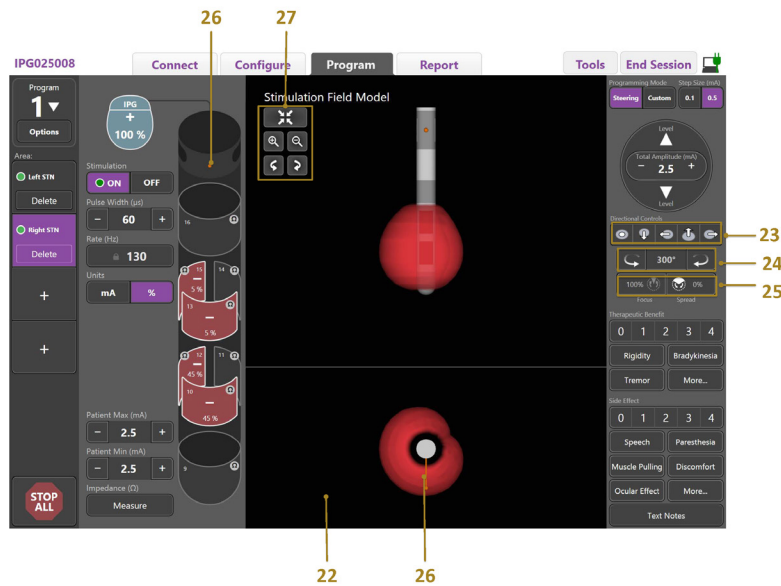 26
27
IPG025008
Connect
Configure
Program
Report
Tools
End Session
Program
1
Options
Area:
Left STN
Delete
Right STN
Delete
+
+
STOP
ALL
IPG
+
100 %
Stimulation
ON
OFF
Pulse Width (µs)
− 60 +
Rate (Hz)
130
Units
mA
%
Patient Max (mA)
− 2.5 +
Patient Min (mA)
− 2.5 +
Impedance (Ω)
Measure
16
Ω
Ω 15
−
5 %
14 Ω
13
−
5 %
Ω
Ω 12
−
45 %
11 Ω
10
−
45 %
Ω
9
Ω
Stimulation Field Model
22
26
Programming Mode
Step Size (mA)
Steering
Custom
0.1
0.5
Level
Total Amplitude (mA)
− 2.5 +
Level
Directional Controls
23
300°
24
100%
0%
25
Focus
Spread
Therapeutic Benefit
0 1 2 3 4
Rigidity
Bradykinesia
Tremor
More...
Side Effect
0 1 2 3 4
Speech
Paresthesia
Muscle Pulling
Discomfort
Ocular Effect
More...
Text Notes